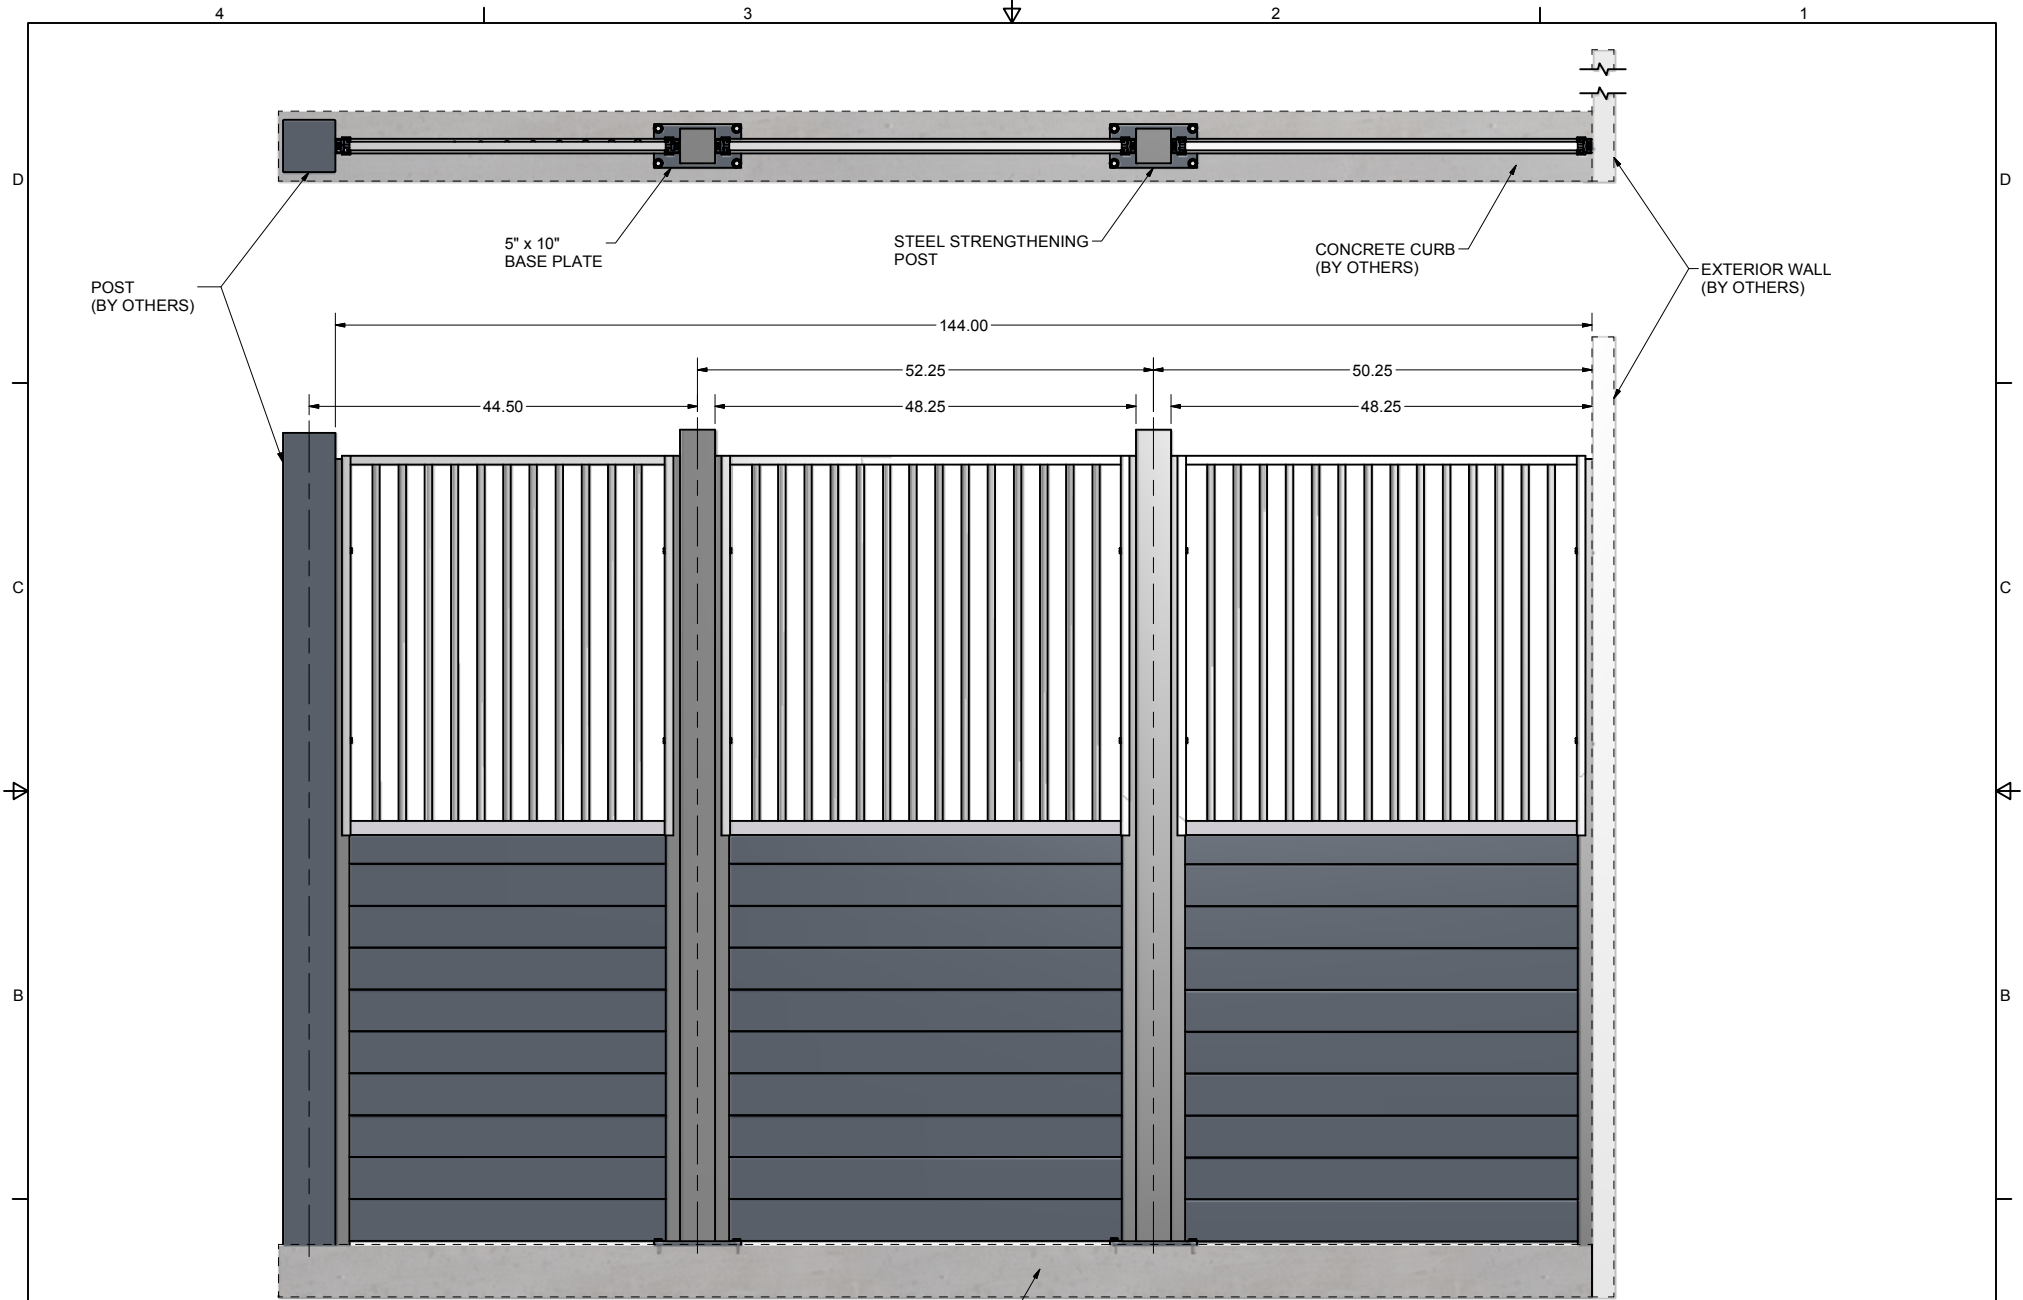 4 3 2 1
D D
5" x 10"
BASE PLATE
STEEL STRENGTHENING
POST
CONCRETE CURB
(BY OTHERS)
EXTERIOR WALL
(BY OTHERS)
POST
(BY OTHERS)
144.00
52.25 50.25
44.50 48.25 48.25
C C
B B